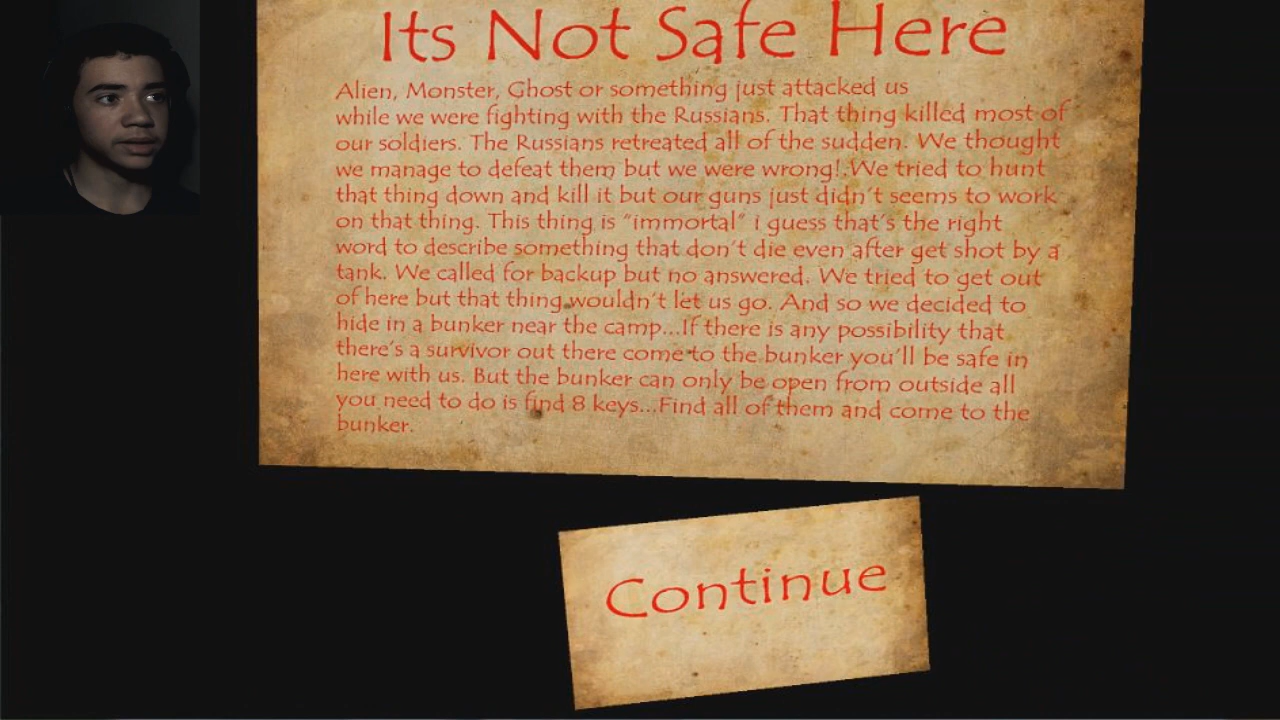 Its Not Safe Here
Alien, Monster, Ghost or something just attacked us
while we were fighting with the Russians. That thing killed most of
our soldiers. The Russians retreated all of the sudden. We thought
we manage to defeat them but we were wrong!.We tried to hunt
that thing down and kill it but our guns just didn't seems to work
on that thing. This thing is "immortal" i guess that's the right
word to describe something that don't die even after get shot by a
tank. We called for backup but no answered. We tried to get out
of here but that thing wouldn't let us go. And so we decided to
hide in a bunker near the camp...If there is any possibility that
there's a survivor out there come to the bunker you'll be safe in
here with us. But the bunker can only be open from outside all
you need to do is find 8 keys...Find all of them and come to the
bunker.
Continue